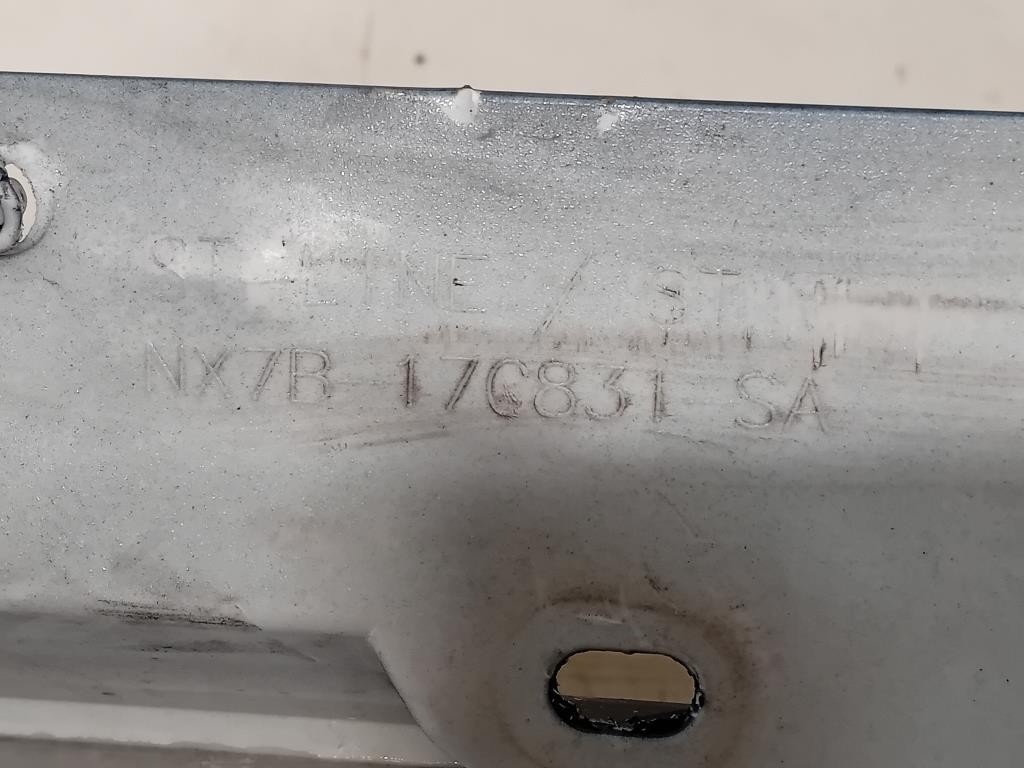 ST-LINE / ST
NX7B 17C831 SA